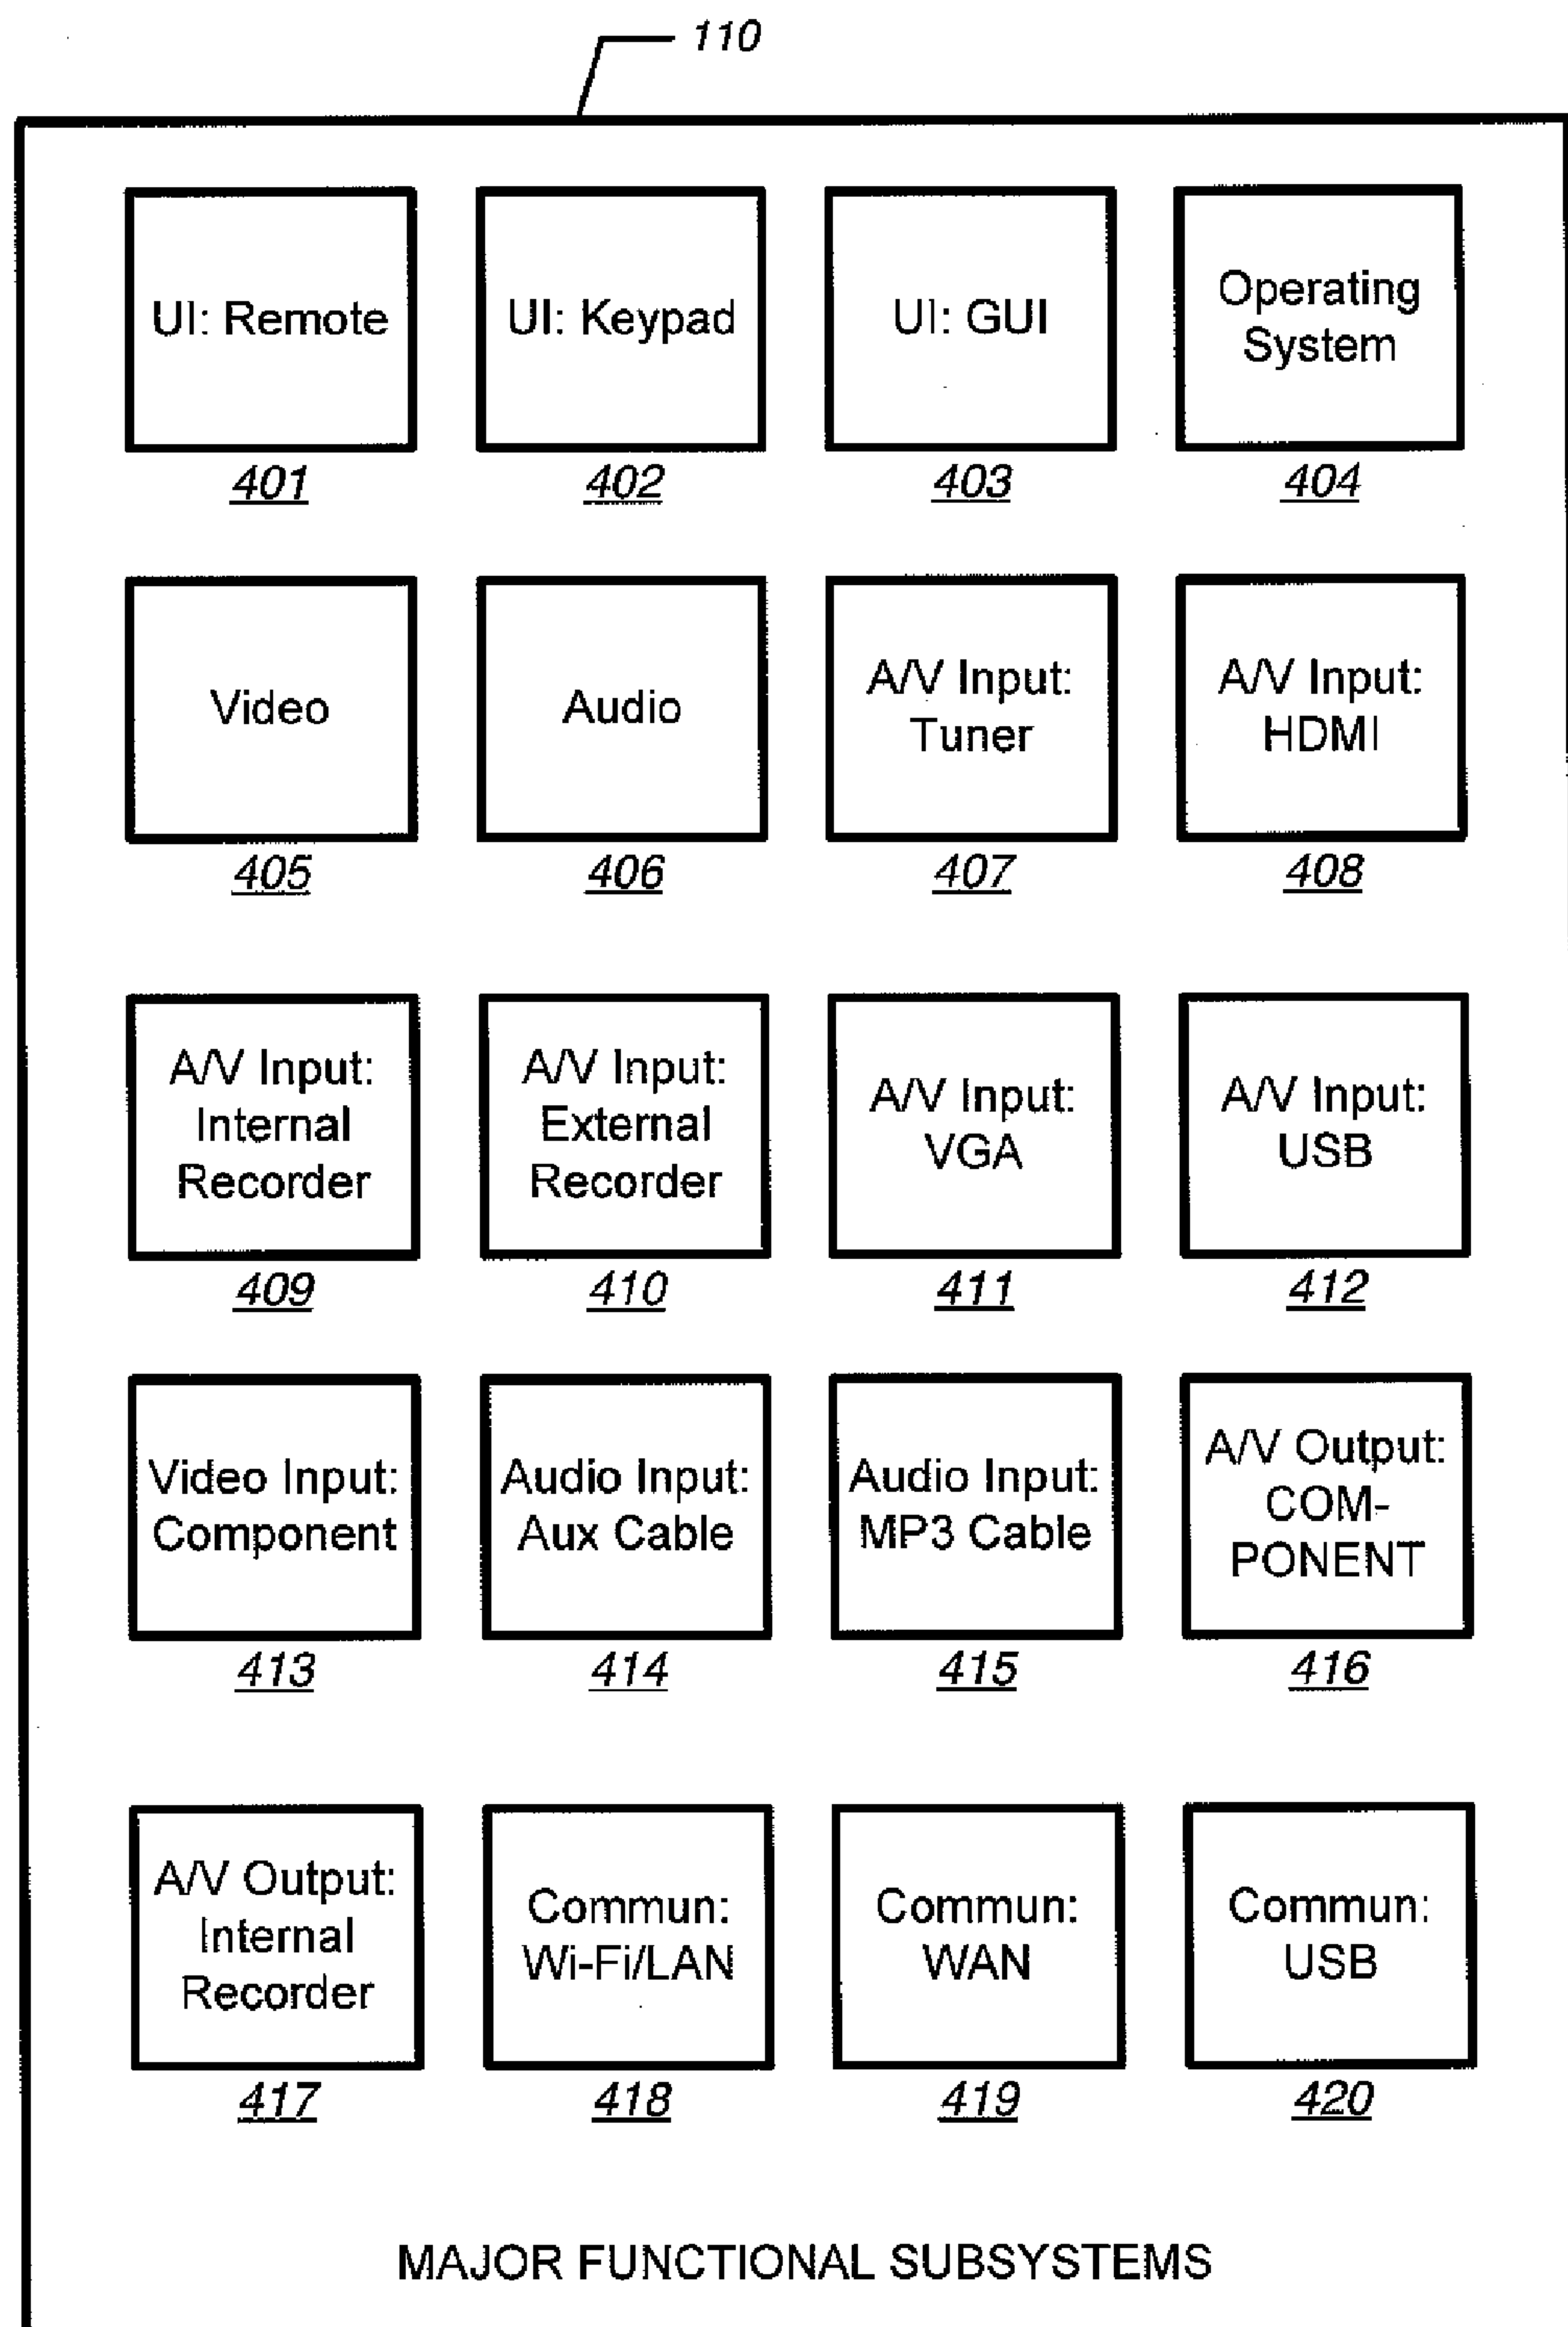 110
UI: Remote
401
UI: Keypad
402
UI: GUI
403
Operating
System
404
Video
405
Audio
406
A/V Input:
Tuner
407
A/V Input:
HDMI
408
A/V Input:
Internal
Recorder
409
A/V Input:
External
Recorder
410
A/V Input:
VGA
411
A/V Input:
USB
412
Video Input:
Component
413
Audio Input:
Aux Cable
414
Audio Input:
MP3 Cable
415
A/V Output:
COM-
PONENT
416
A/V Output:
Internal
Recorder
417
Commun:
Wi-Fi/LAN
418
Commun:
WAN
419
Commun:
USB
420
MAJOR FUNCTIONAL SUBSYSTEMS